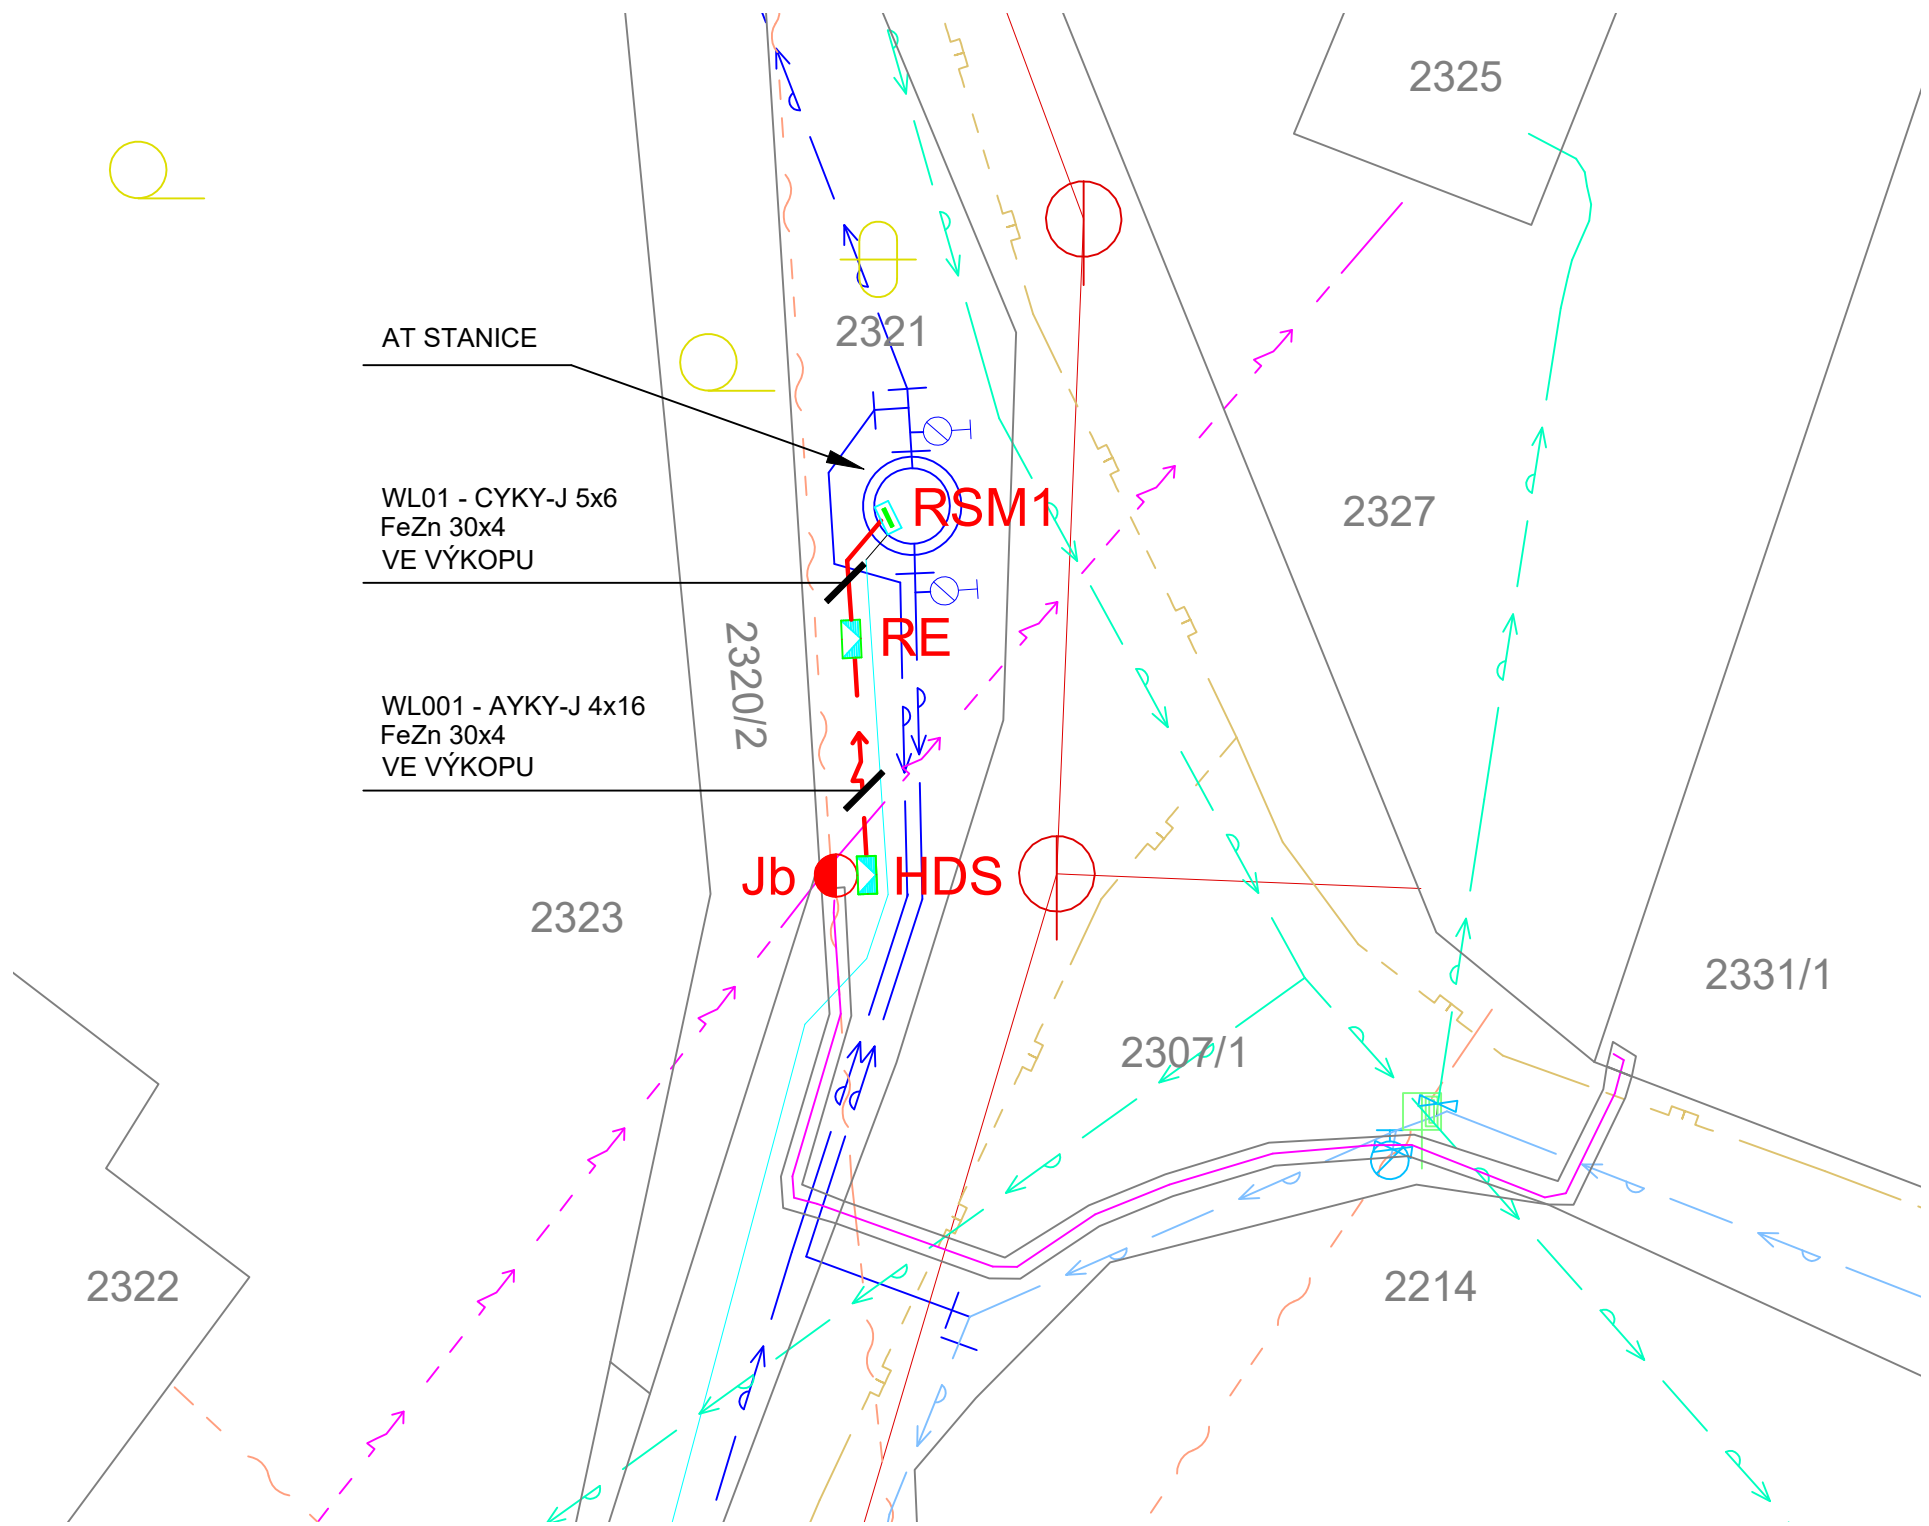 2325
AT STANICE
2321
WL01 - CYKY-J 5x6
FeZn 30x4
VE VÝKOPU
RSM1
2327
RE
2320/2
WL001 - AYKY-J 4x16
FeZn 30x4
VE VÝKOPU
Jb
HDS
2323
2331/1
2307/1
2322
2214